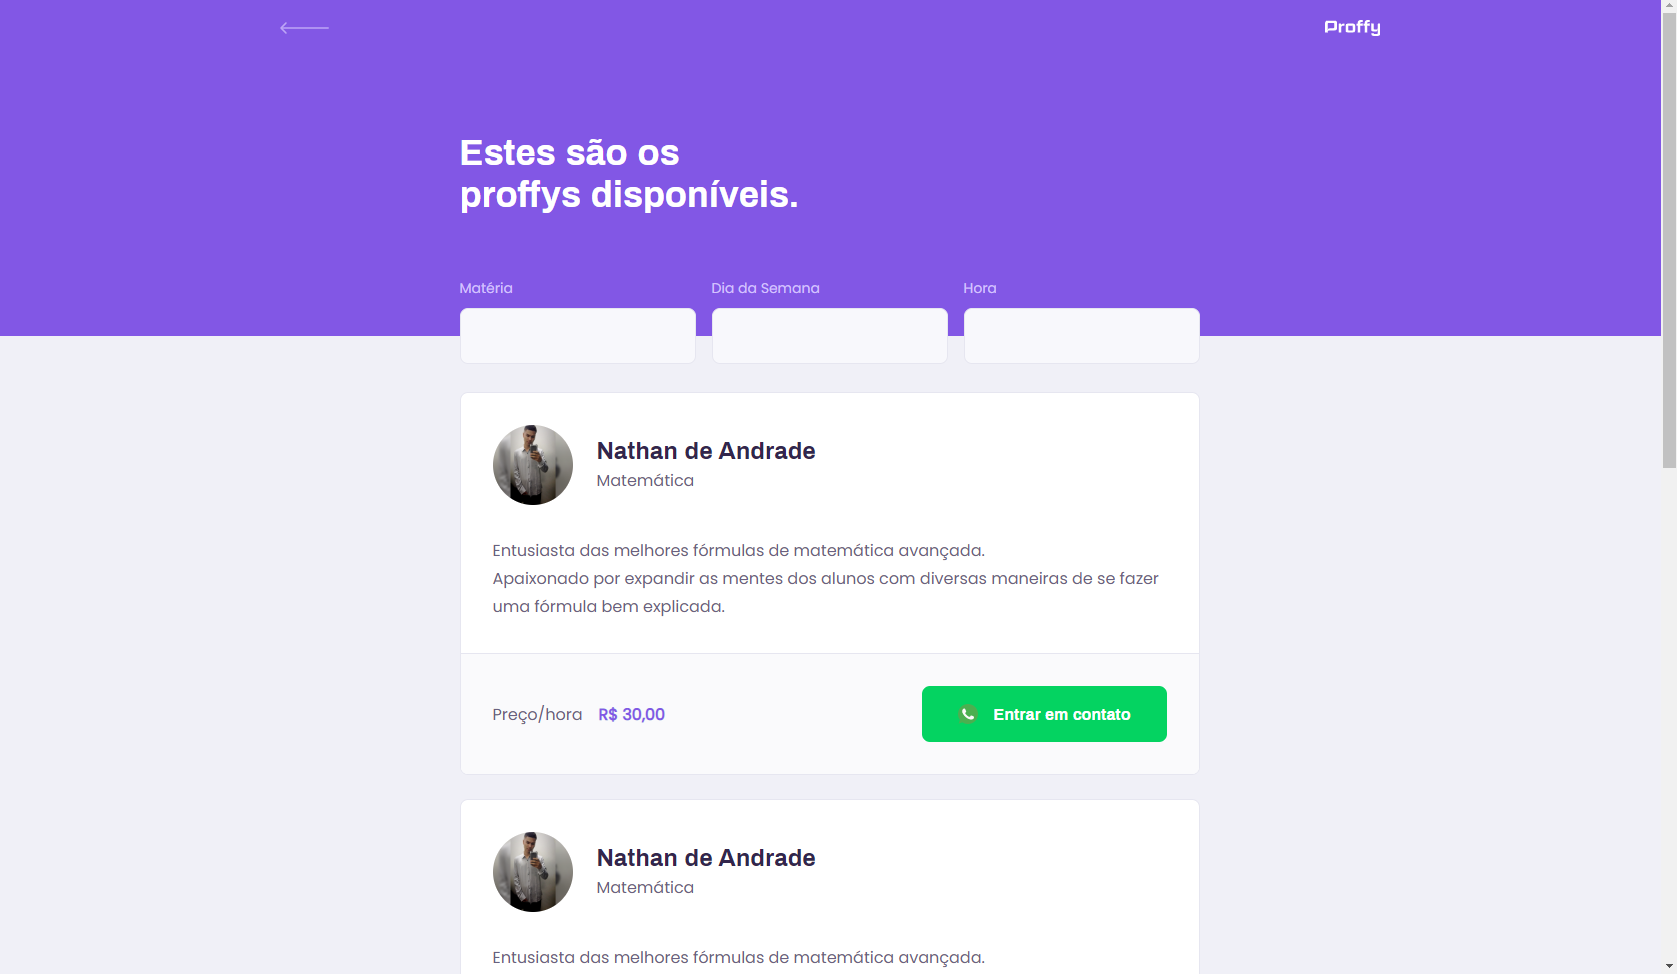 Proffy
Estes são os
proffys disponíveis.
Matéria
Dia da Semana
Hora
Nathan de Andrade
Matemática
Entusiasta das melhores fórmulas de matemática avançada.
Apaixonado por expandir as mentes dos alunos com diversas maneiras de se fazer
uma fórmula bem explicada.
Preço/hora R$ 30,00
Entrar em contato
Nathan de Andrade
Matemática
Entusiasta das melhores fórmulas de matemática avançada.